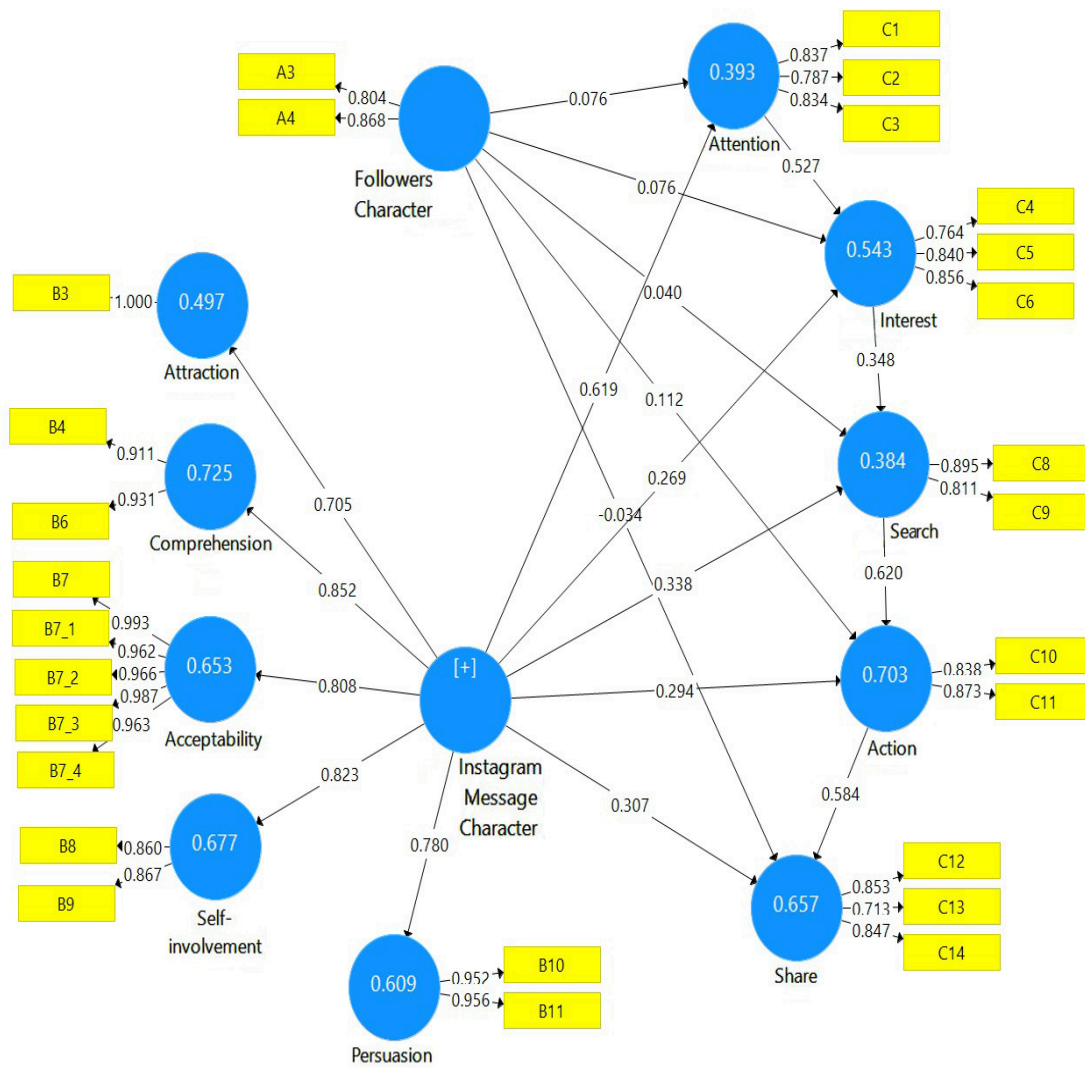 C1
0.837
0.393
C2
0.787
0.834
C3
Attention
A3
0.804
A4
0.868
0.076
Followers
Character
0.527
0.076
C4
0.764
0.543
C5
0.840
0.856
C6
Interest
B3
1.000
0.497
Attraction
0.040
0.348
0.619
0.112
B4
0.911
0.725
0.931
B6
Comprehension
0.705
0.384
0.895
C8
0.811
C9
Search
0.269
-0.034
0.620
0.338
0.852
B7
0.993
B7_1
0.962
0.653
B7_2
0.966
0.987
B7_3
0.963
B7_4
Acceptability
0.808
[+]
Instagram
Message
Character
0.294
0.703
0.838
C10
0.873
C11
Action
0.823
0.307
0.584
0.780
B8
0.860
0.677
0.867
B9
Self-
involvement
C12
0.853
0.657
0.713
C13
0.847
C14
Share
0.609
0.952
B10
0.956
B11
Persuasion